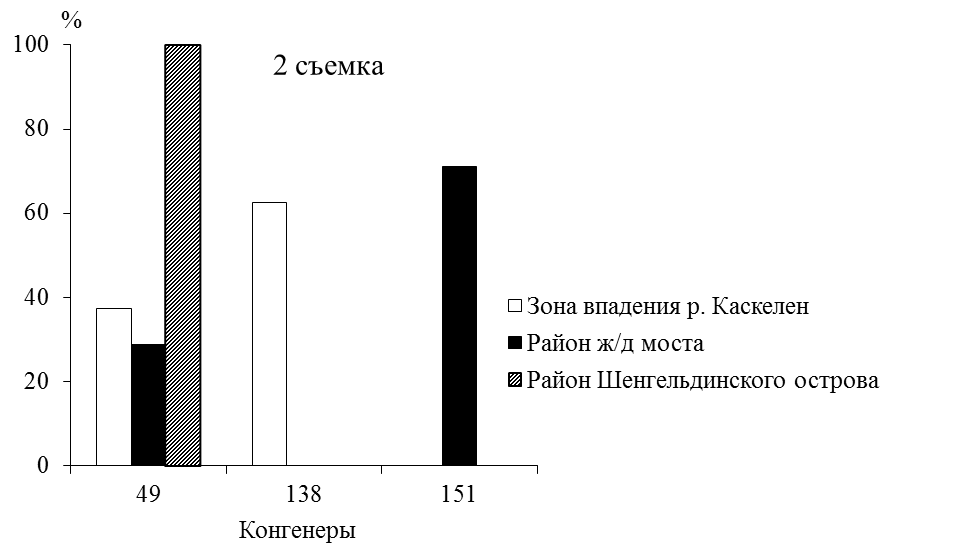 %
2 съемка
100
80
60
40
20
0
49 138 151
Конгенеры
Зона впадения р. Каскелен
Район ж/д моста
Район Шенгельдинского острова